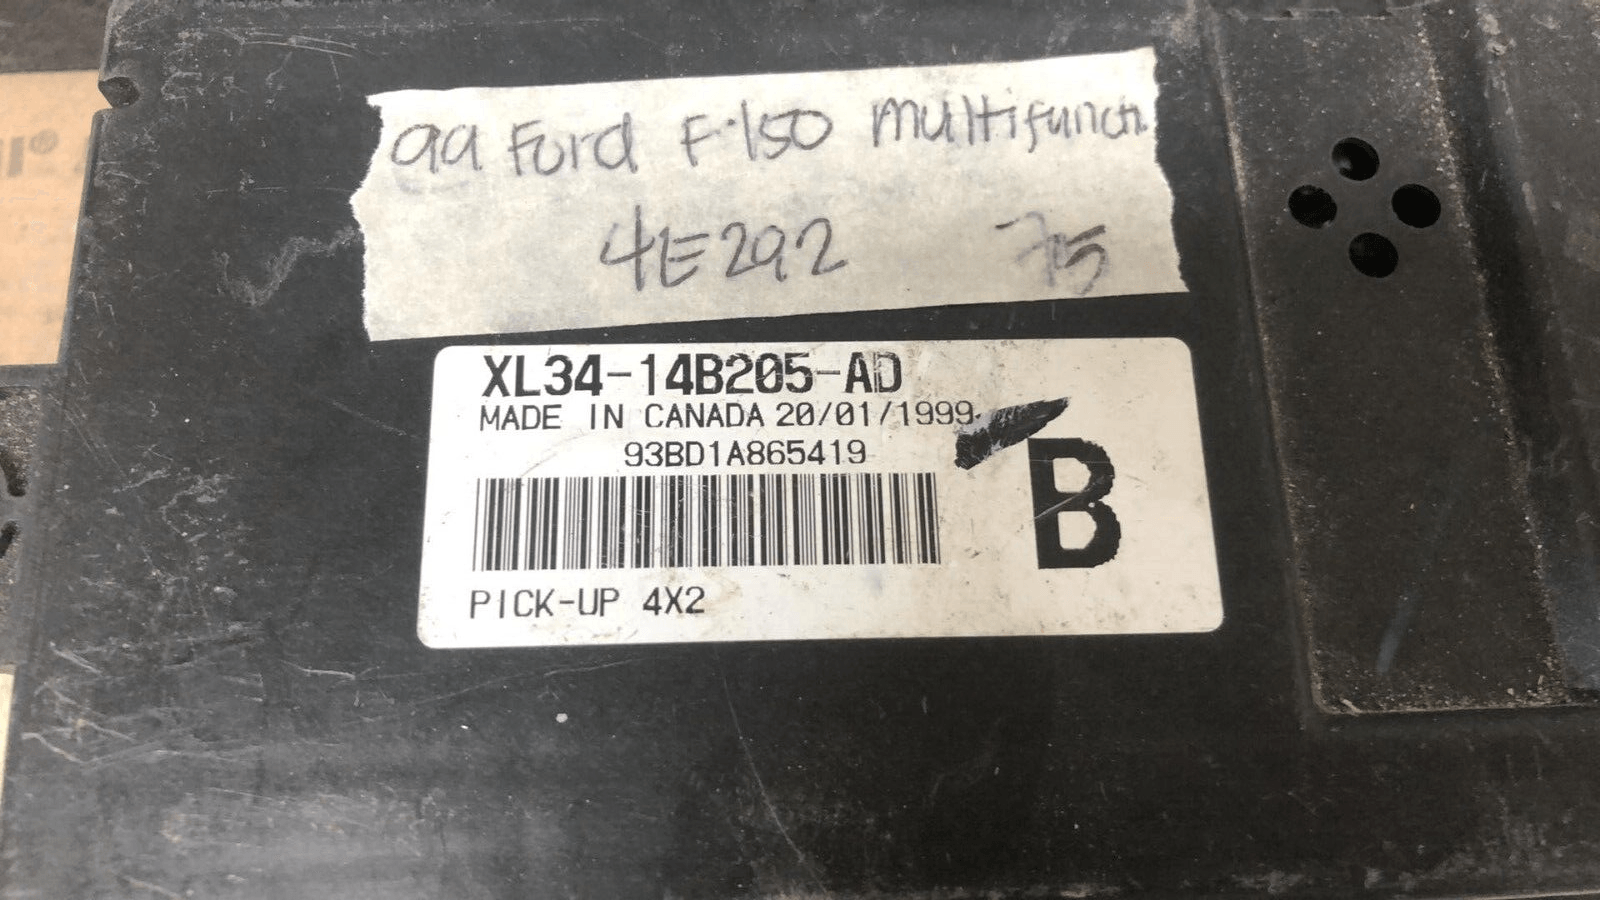 99 Ford F-150 multifunct.
4E292 75
XL34-14B205-AD
MADE IN CANADA 20/01/1999
93BD1A865419
B
PICK-UP 4X2